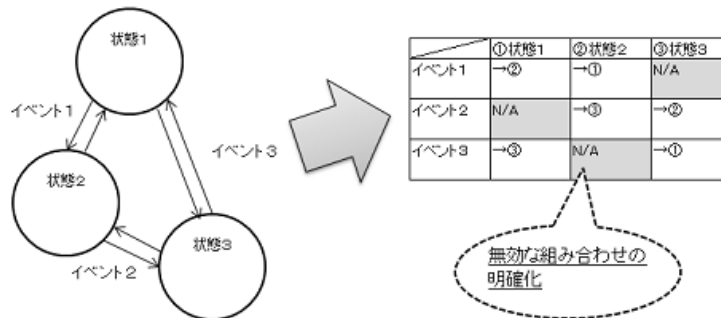 状態1
イベント1
イベント3
状態2
状態3
イベント2
①状態1 ②状態2 ③状態3
イベント1 →② →① N/A
イベント2 N/A →③ →②
イベント3 →③ N/A →①
無効な組み合わせの
明確化